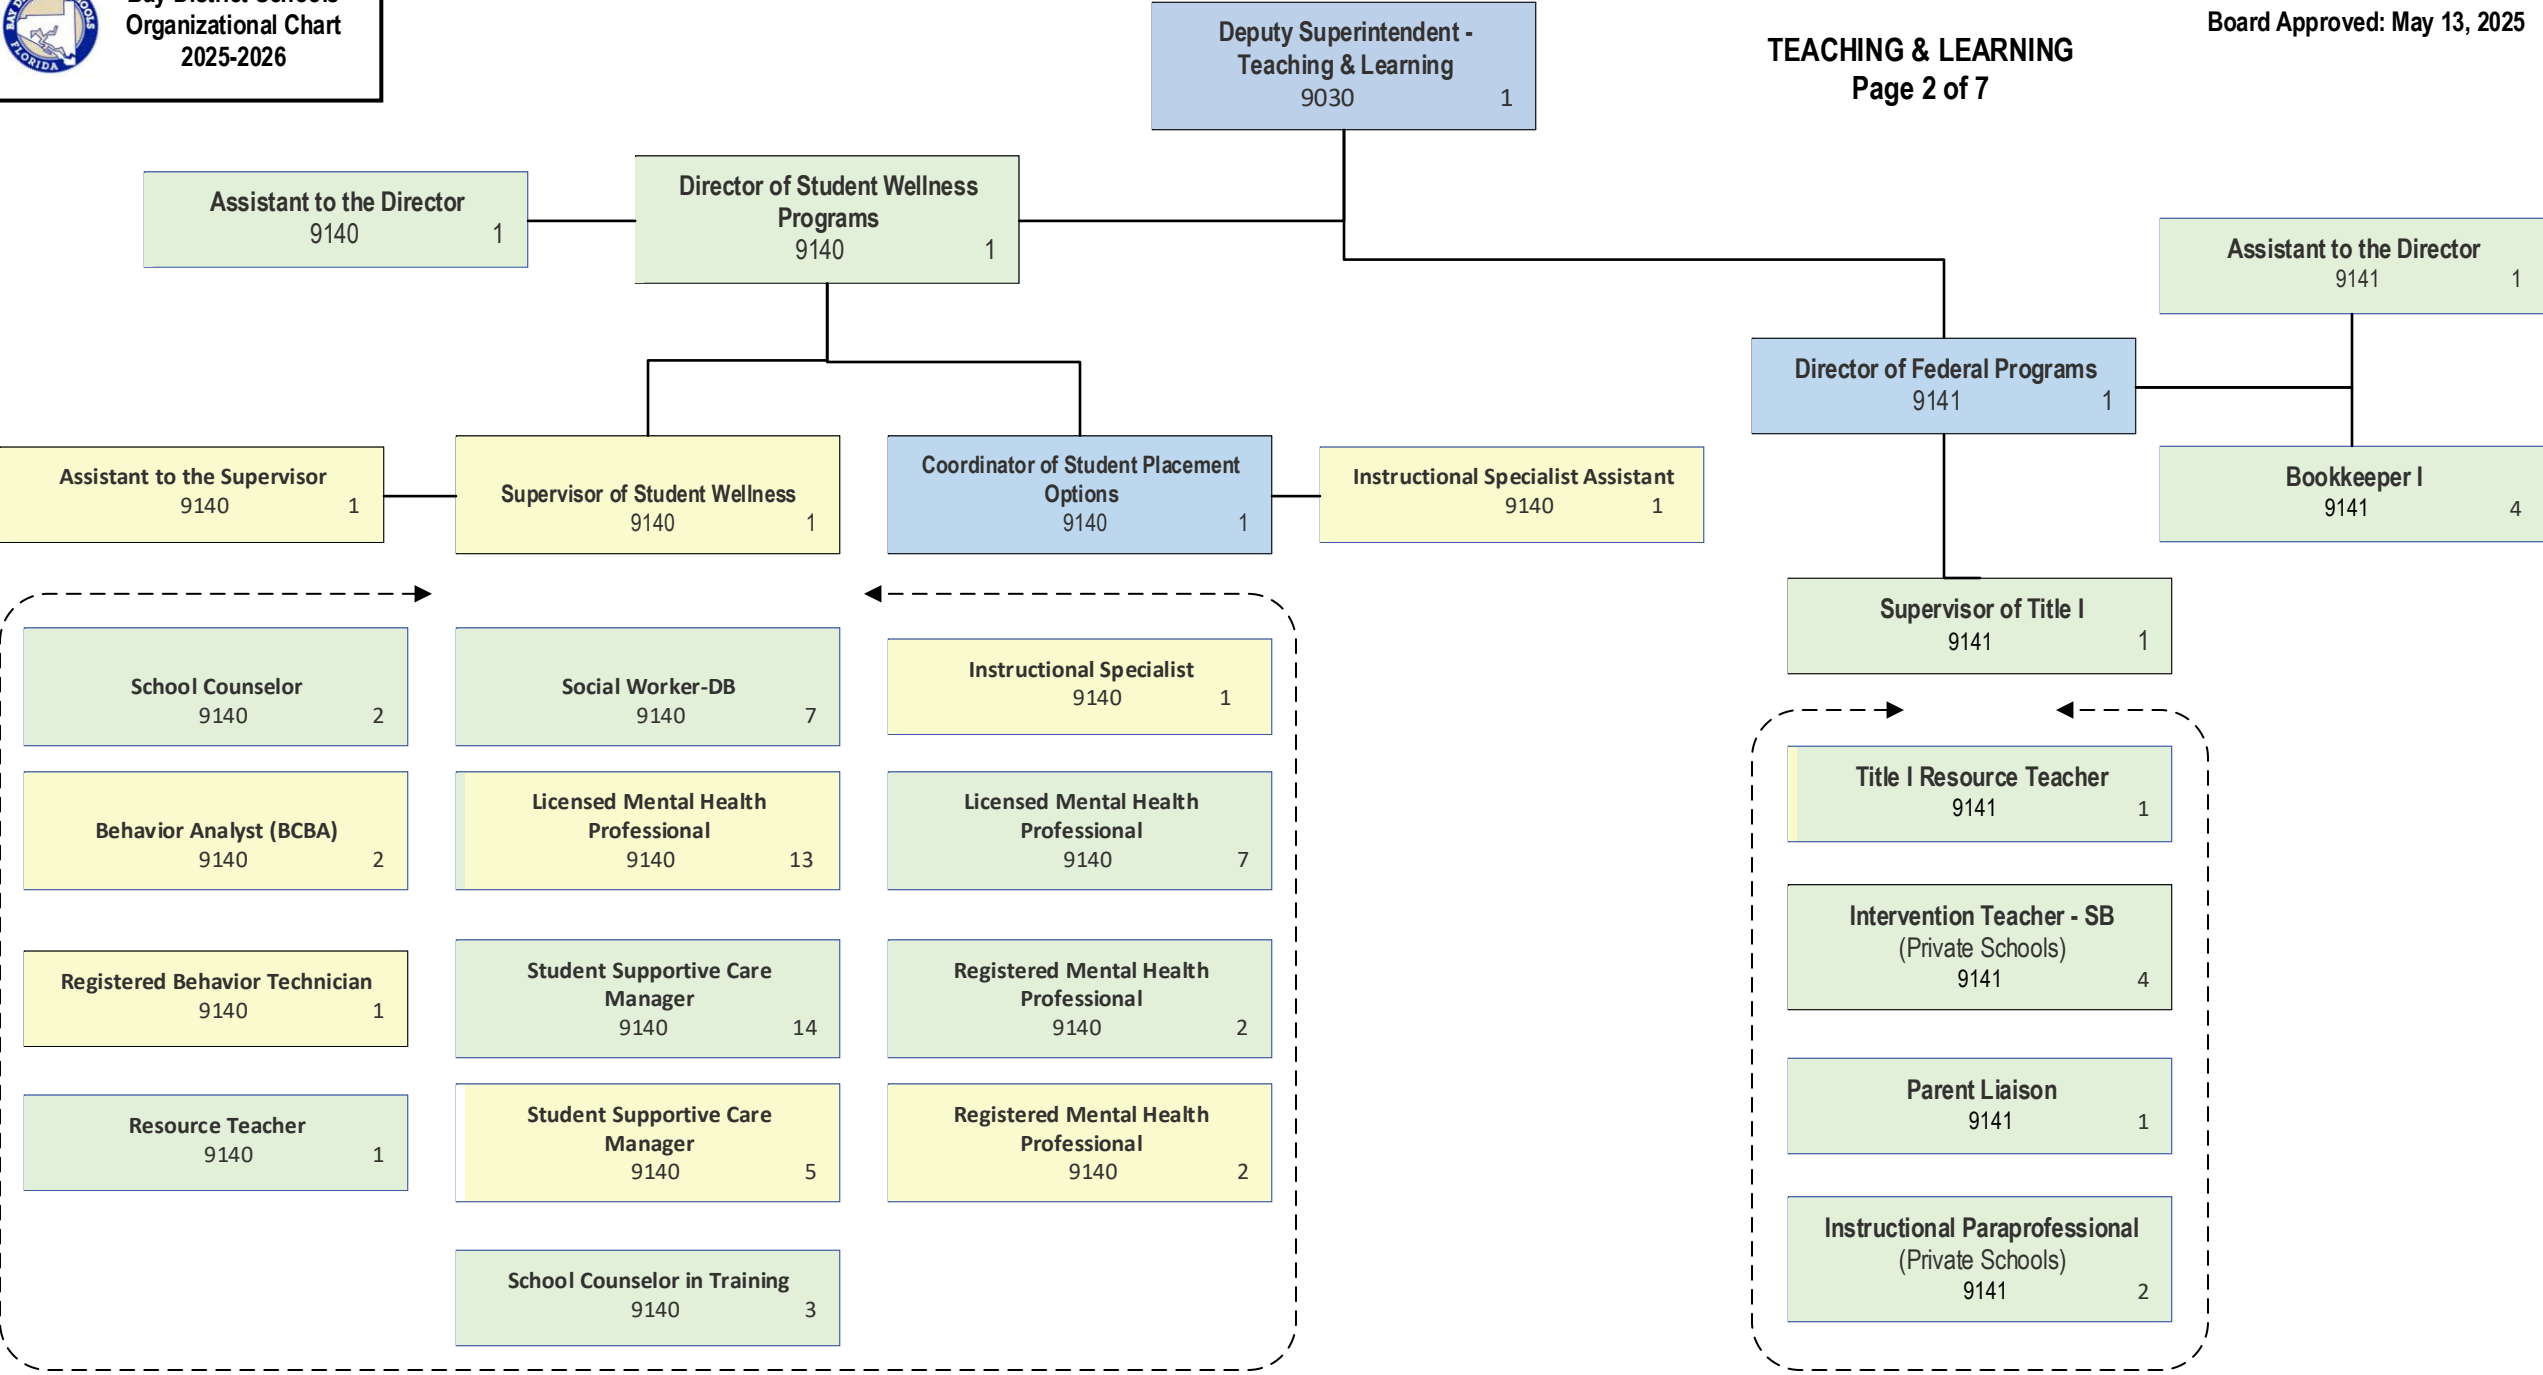 Bay District Schools
Organizational Chart
2025-2026
FLORIDA
Deputy Superintendent -
Teaching & Learning
9030 1
TEACHING & LEARNING
Page 2 of 7
Board Approved: May 13, 2025
Assistant to the Director
9140 1
Director of Student Wellness
Programs
9140 1
Assistant to the Director
9141 1
Director of Federal Programs
9141 1
Assistant to the Supervisor
9140 1
Supervisor of Student Wellness
9140 1
Coordinator of Student Placement
Options
9140 1
Instructional Specialist Assistant
9140 1
Bookkeeper I
9141 4
School Counselor
9140 2
Social Worker-DB
9140 7
Instructional Specialist
9140 1
Supervisor of Title I
9141 1
Behavior Analyst (BCBA)
9140 2
Licensed Mental Health
Professional
9140 13
Licensed Mental Health
Professional
9140 7
Title I Resource Teacher
9141 1
Registered Behavior Technician
9140 1
Student Supportive Care
Manager
9140 14
Registered Mental Health
Professional
9140 2
Intervention Teacher - SB
(Private Schools)
9141 4
Resource Teacher
9140 1
Student Supportive Care
Manager
9140 5
Registered Mental Health
Professional
9140 2
Parent Liaison
9141 1
School Counselor in Training
9140 3
Instructional Paraprofessional
(Private Schools)
9141 2